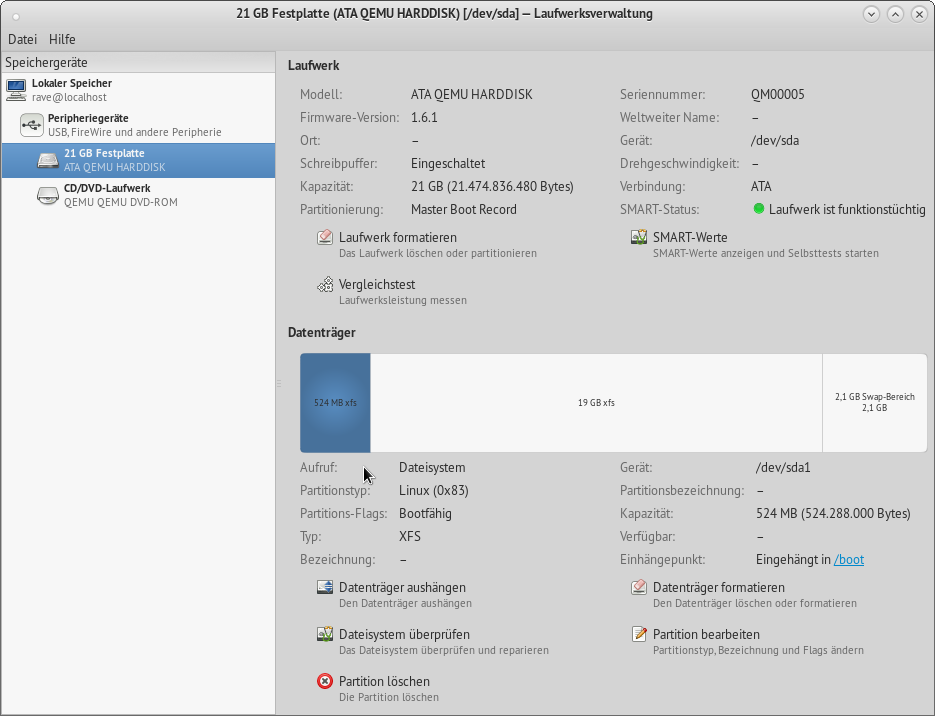 21 GB Festplatte (ATA QEMU HARDDISK) [/dev/sda] — Laufwerksverwaltung
Datei Hilfe
Speichergeräte
Lokaler Speicher
rave@localhost
Peripheriegeräte
USB, FireWire und andere Peripherie
21 GB Festplatte
ATA QEMU HARDDISK
CD/DVD-Laufwerk
QEMU QEMU DVD-ROM
Laufwerk
Modell: ATA QEMU HARDDISK Seriennummer: QM00005
Firmware-Version: 1.6.1 Weltweiter Name: –
Ort: – Gerät: /dev/sda
Schreibpuffer: Eingeschaltet Drehgeschwindigkeit: –
Kapazität: 21 GB (21.474.836.480 Bytes) Verbindung: ATA
Partitionierung: Master Boot Record SMART-Status: Laufwerk ist funktionstüchtig
Laufwerk formatieren SMART-Werte
Das Laufwerk löschen oder partitionieren SMART-Werte anzeigen und Selbsttests starten
Vergleichstest
Laufwerksleistung messen
Datenträger
524 MB xfs 19 GB xfs 2,1 GB Swap-Bereich
2,1 GB
Aufruf: Dateisystem Gerät: /dev/sda1
Partitionstyp: Linux (0x83) Partitionsbezeichnung: –
Partitions-Flags: Bootfähig Kapazität: 524 MB (524.288.000 Bytes)
Typ: XFS Verfügbar: –
Bezeichnung: – Einhängepunkt: Eingehängt in /boot
Datenträger aushängen Datenträger formatieren
Den Datenträger aushängen Den Datenträger löschen oder formatieren
Dateisystem überprüfen Partition bearbeiten
Das Dateisystem überprüfen und reparieren Partitionstyp, Bezeichnung und Flags ändern
Partition löschen
Die Partition löschen